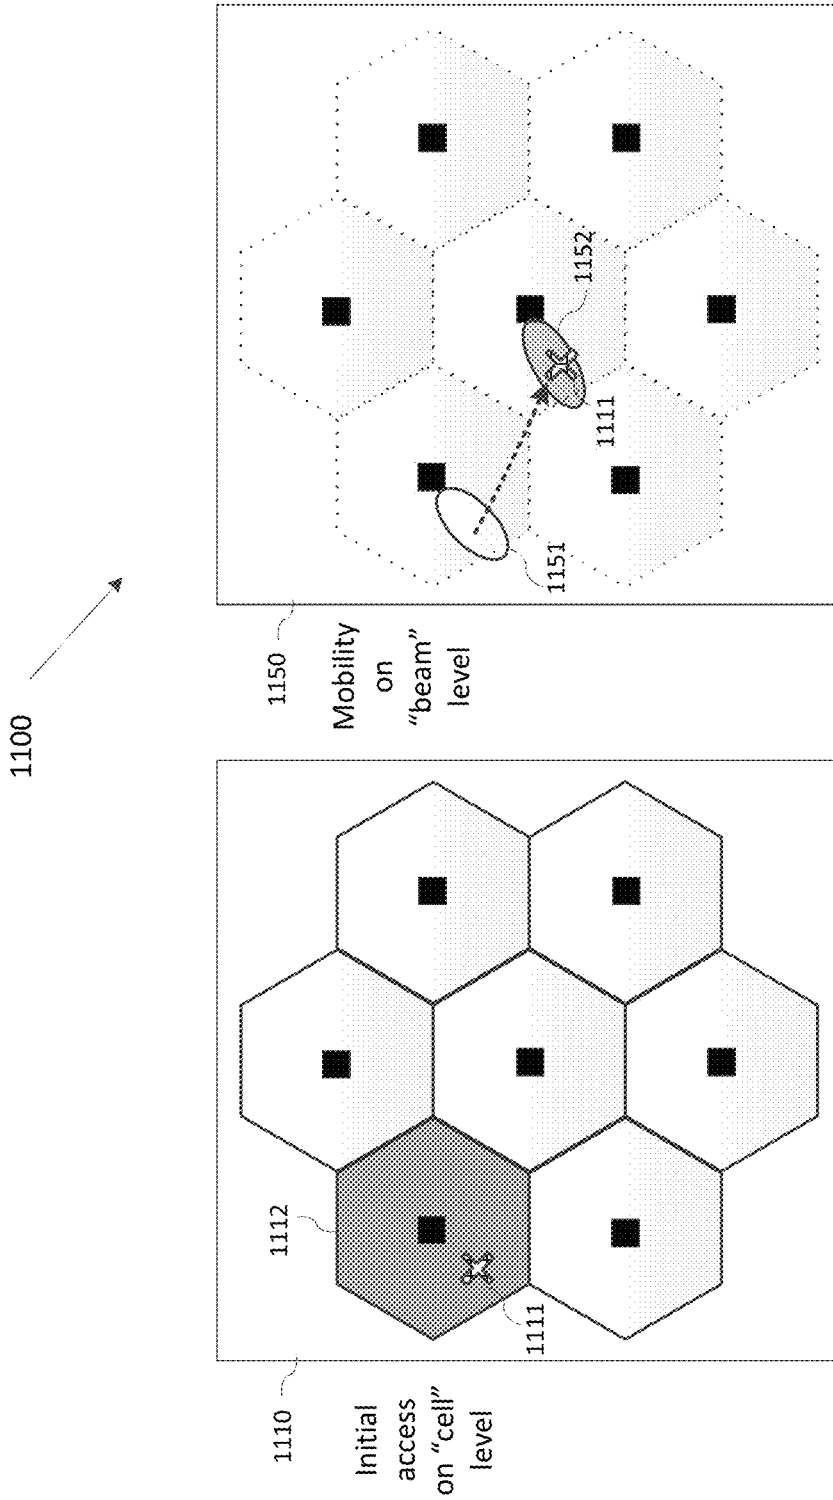 1100
1110
Initial
access
on “cell”
level
1112
1111
1150
Mobility
on
“beam”
level
1151
1152
1111